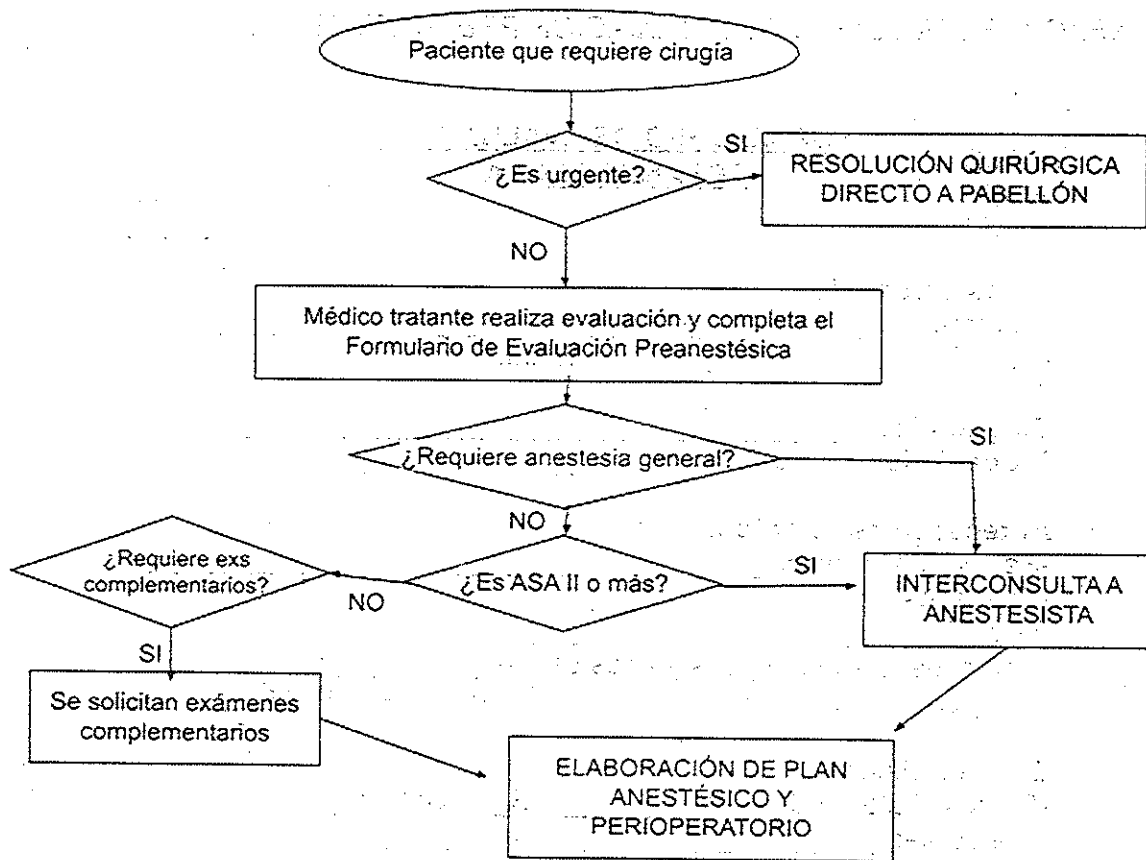 Paciente que requiere cirugía
¿Es urgente?
SI
RESOLUCIÓN QUIRÚRGICA
DIRECTO A PABELLÓN
NO
Médico tratante realiza evaluación y completa el
Formulario de Evaluación Preanestésica
¿Requiere anestesia general?
SI
NO
¿Es ASA II o más?
SI
INTERCONSULTA A
ANESTESISTA
NO
¿Requiere exs
complementarios?
SI
Se solicitan exámenes
complementarios
ELABORACIÓN DE PLAN
ANESTÉSICO Y
PERIOPERATORIO